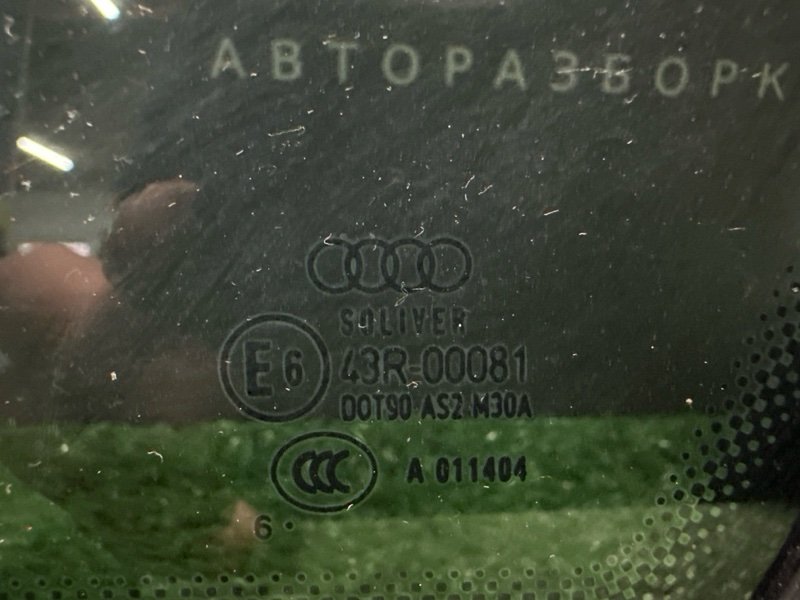 АВТОРАЗБОРК
SOLIVER
E6 43R-00081
DOT90 AS2 M30A
CCC A 011404
6 •